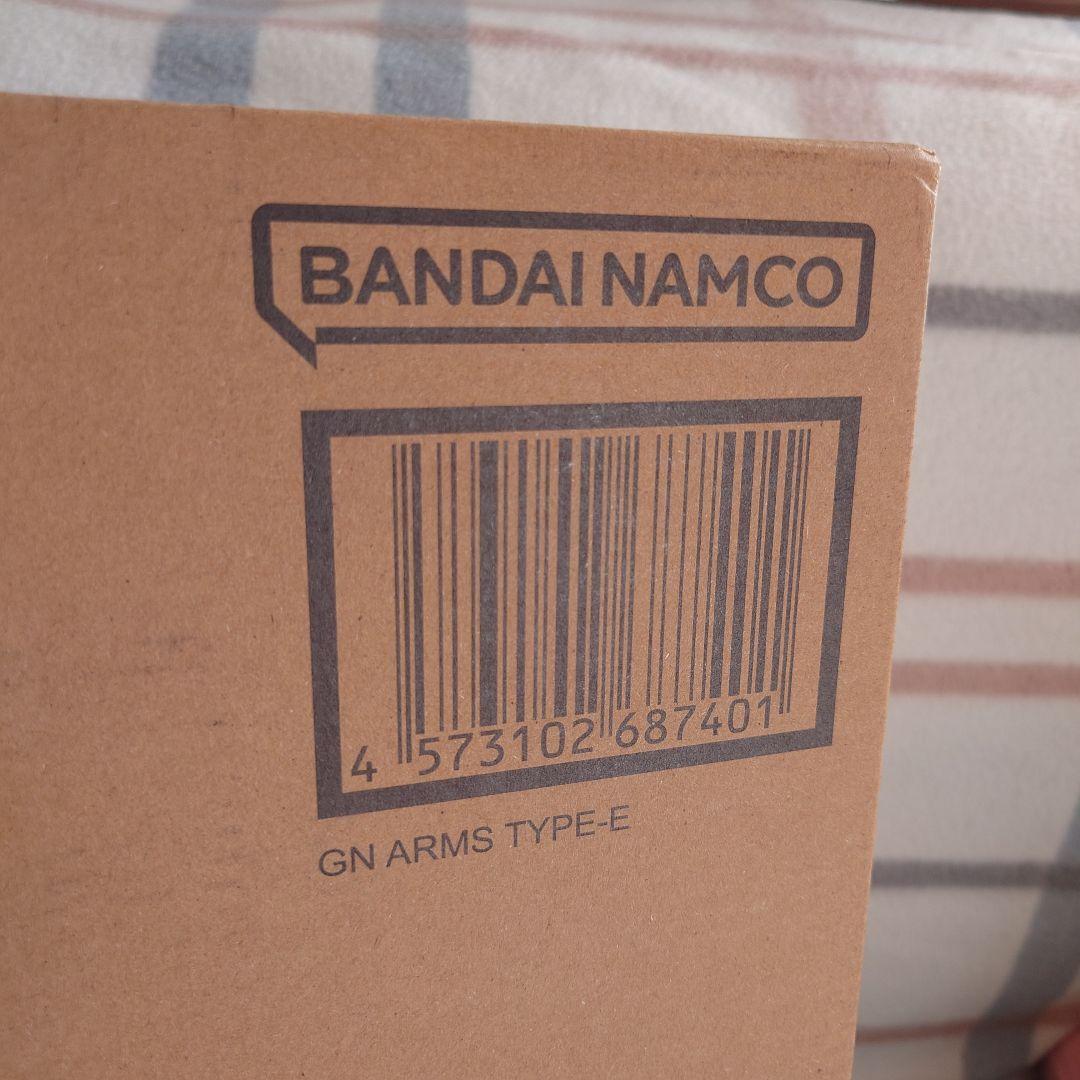 BANDAI NAMCO
4 573102 687401
GN ARMS TYPE-E